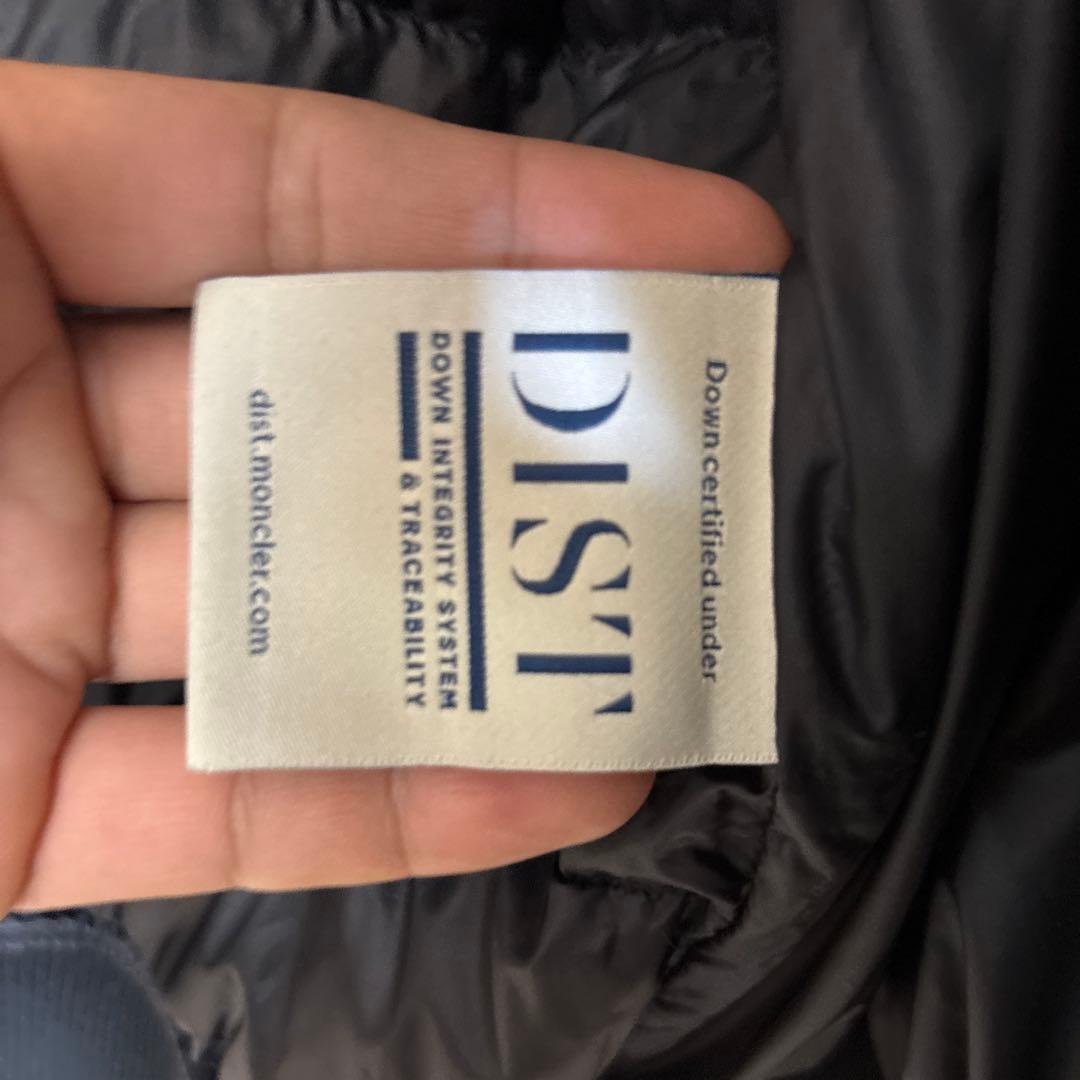 Down certified under
DIST
DOWN INTEGRITY SYSTEM
& TRACEABILITY
dist.moncler.com